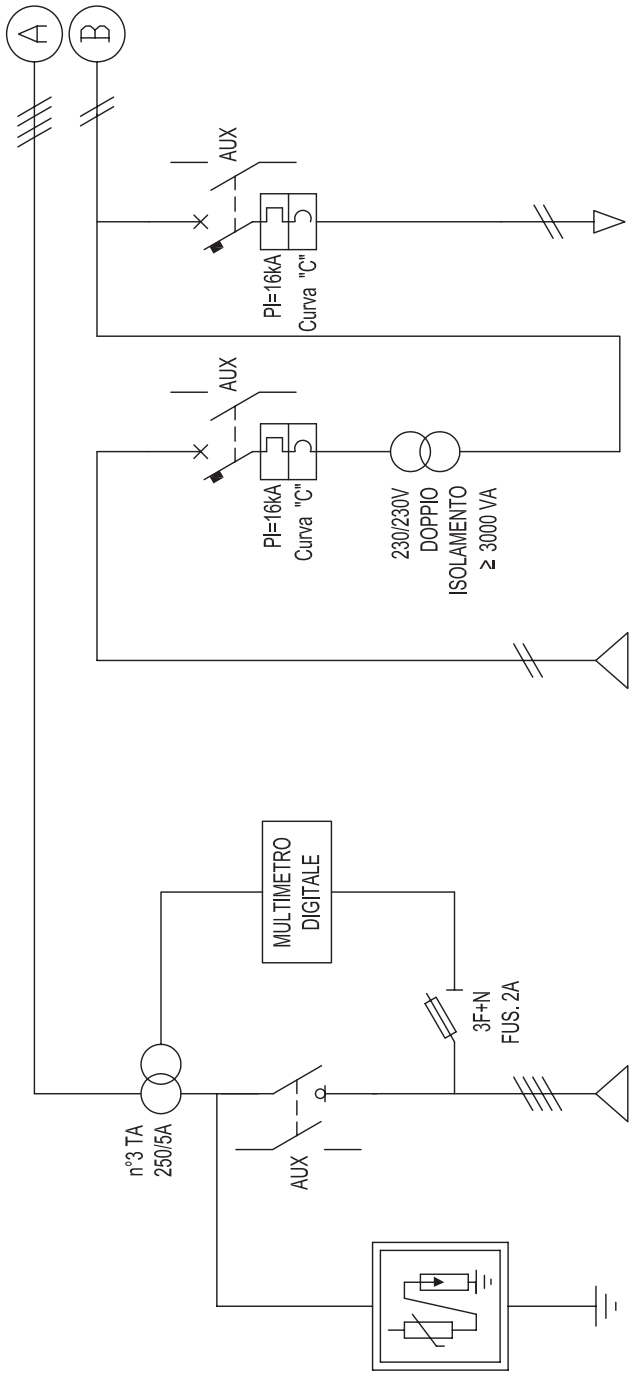 A
B
AUX
PI=16kA
Curva "C"
AUX
PI=16kA
Curva "C"
230/230V
DOPPIO
ISOLAMENTO
≥ 3000 VA
MULTIMETRO
DIGITALE
n°3 TA
250/5A
3F+N
FUS. 2A
AUX